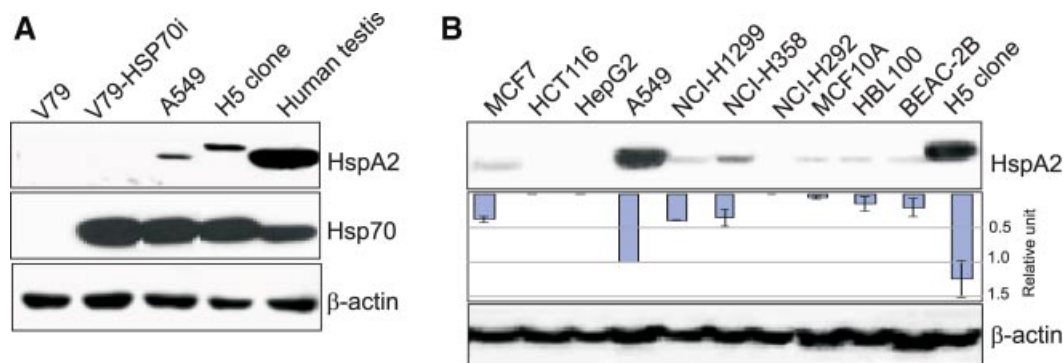 A
V79
V79-HSP70i
A549
H5 clone
Human testis
HspA2
Hsp70
β-actin
B
MCF7
HCT116
HepG2
A549
NCI-H1299
NCI-H358
NCI-H292
MCF10A
HBL100
BEAC-2B
H5 clone
HspA2
0.5
1.0
1.5
Relative unit
β-actin